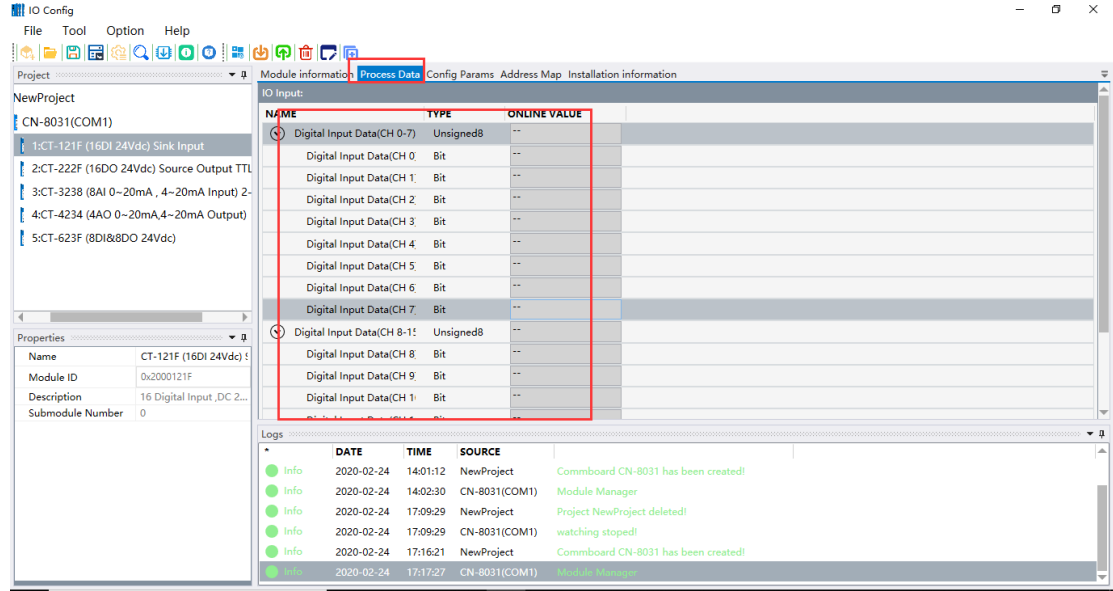 IO Config
File Tool Option Help
Project
NewProject
CN-8031(COM1)
1:CT-121F (16DI 24Vdc) Sink Input
2:CT-222F (16DO 24Vdc) Source Output TTL
3:CT-3238 (8AI 0~20mA , 4~20mA Input) 2-
4:CT-4234 (4AO 0~20mA,4~20mA Output)
5:CT-623F (8DI&8DO 24Vdc)
Properties
Name CT-121F (16DI 24Vdc) S
Module ID 0x2000121F
Description 16 Digital Input ,DC 2...
Submodule Number 0
Module information Process Data Config Params Address Map Installation information
IO Input:
NAME TYPE ONLINE VALUE
Digital Input Data(CH 0-7) Unsigned8 --
Digital Input Data(CH 0) Bit --
Digital Input Data(CH 1) Bit --
Digital Input Data(CH 2) Bit --
Digital Input Data(CH 3) Bit --
Digital Input Data(CH 4) Bit --
Digital Input Data(CH 5) Bit --
Digital Input Data(CH 6) Bit --
Digital Input Data(CH 7) Bit --
Digital Input Data(CH 8-15 Unsigned8 --
Digital Input Data(CH 8) Bit --
Digital Input Data(CH 9) Bit --
Digital Input Data(CH 1 Bit --
Logs
* DATE TIME SOURCE
Info 2020-02-24 14:01:12 NewProject Commboard CN-8031 has been created!
Info 2020-02-24 14:02:30 CN-8031(COM1) Module Manager
Info 2020-02-24 17:09:29 NewProject Project NewProject deleted!
Info 2020-02-24 17:09:29 CN-8031(COM1) watching stoped!
Info 2020-02-24 17:16:21 NewProject Commboard CN-8031 has been created!
Info 2020-02-24 17:17:27 CN-8031(COM1) Module Manager